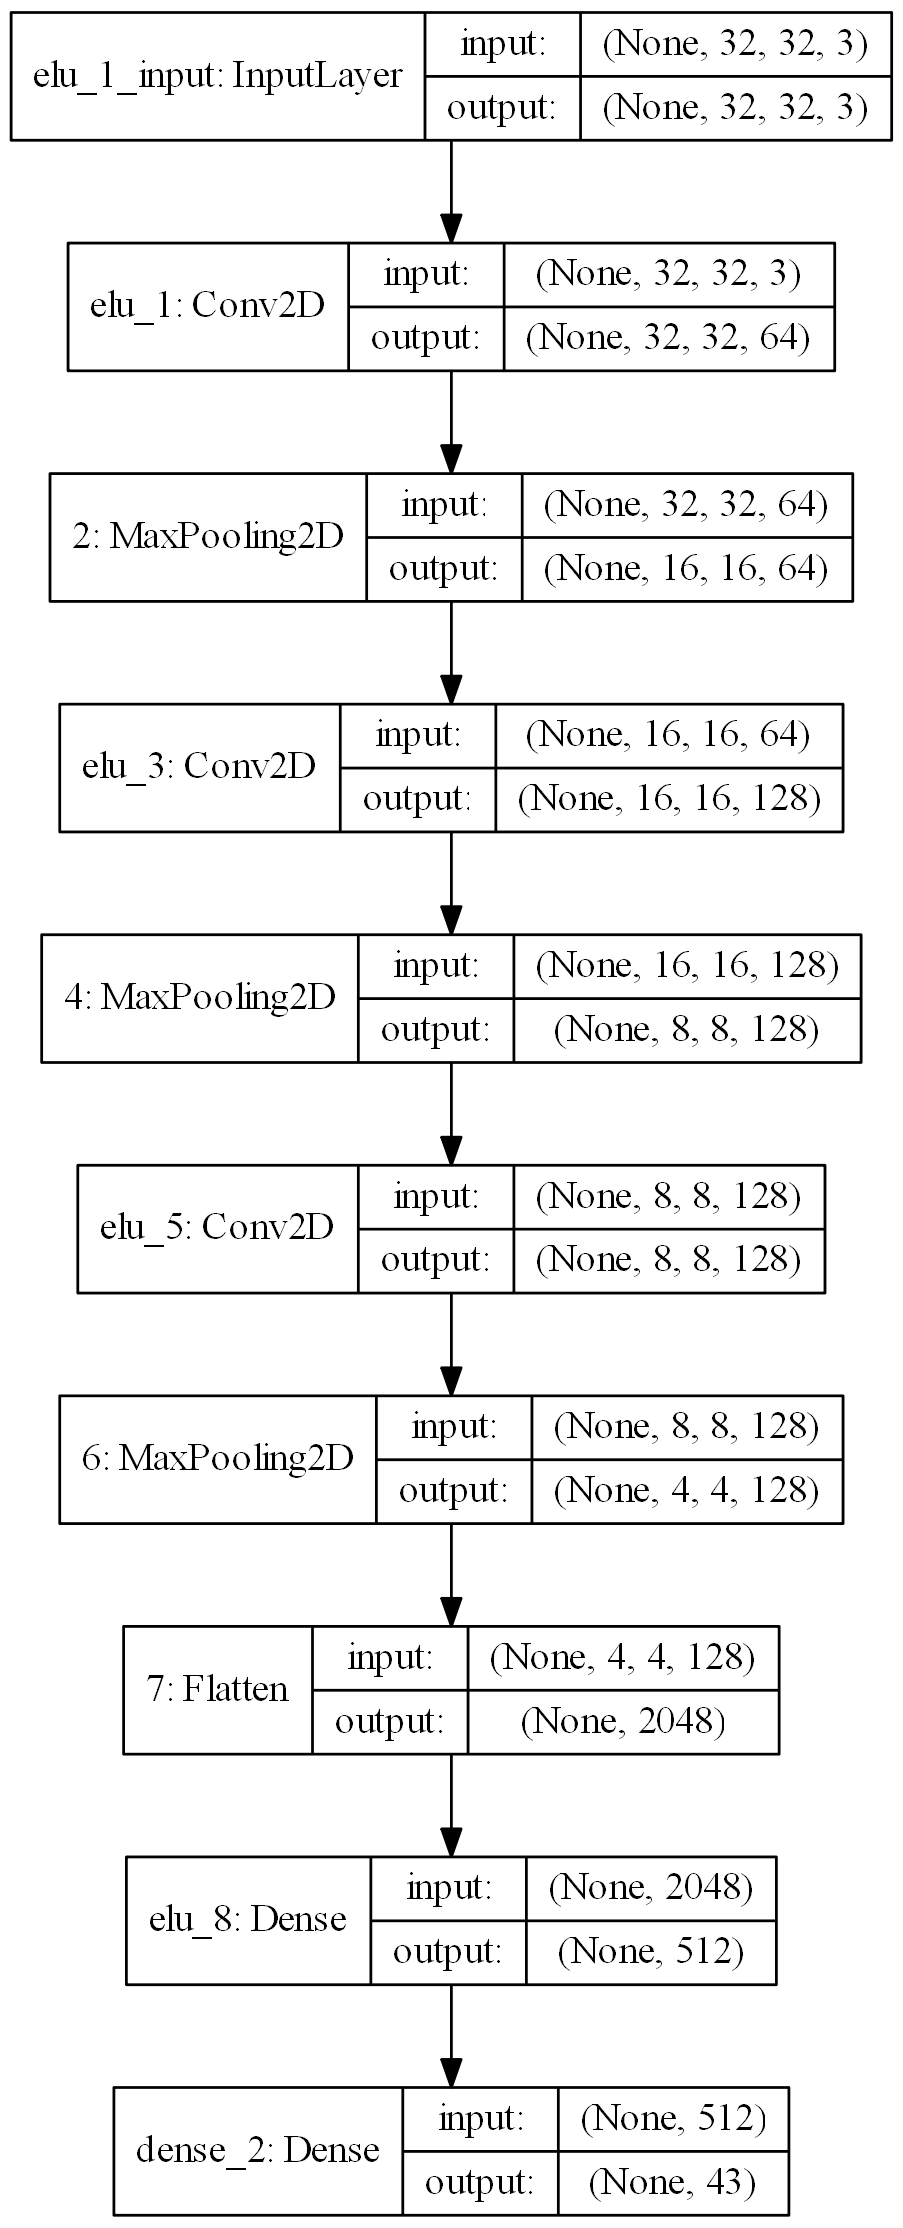 elu_1_input: InputLayer
input: (None, 32, 32, 3)
output: (None, 32, 32, 3)
elu_1: Conv2D
input: (None, 32, 32, 3)
output: (None, 32, 32, 64)
2: MaxPooling2D
input: (None, 32, 32, 64)
output: (None, 16, 16, 64)
elu_3: Conv2D
input: (None, 16, 16, 64)
output: (None, 16, 16, 128)
4: MaxPooling2D
input: (None, 16, 16, 128)
output: (None, 8, 8, 128)
elu_5: Conv2D
input: (None, 8, 8, 128)
output: (None, 8, 8, 128)
6: MaxPooling2D
input: (None, 8, 8, 128)
output: (None, 4, 4, 128)
7: Flatten
input: (None, 4, 4, 128)
output: (None, 2048)
elu_8: Dense
input: (None, 2048)
output: (None, 512)
dense_2: Dense
input: (None, 512)
output: (None, 43)